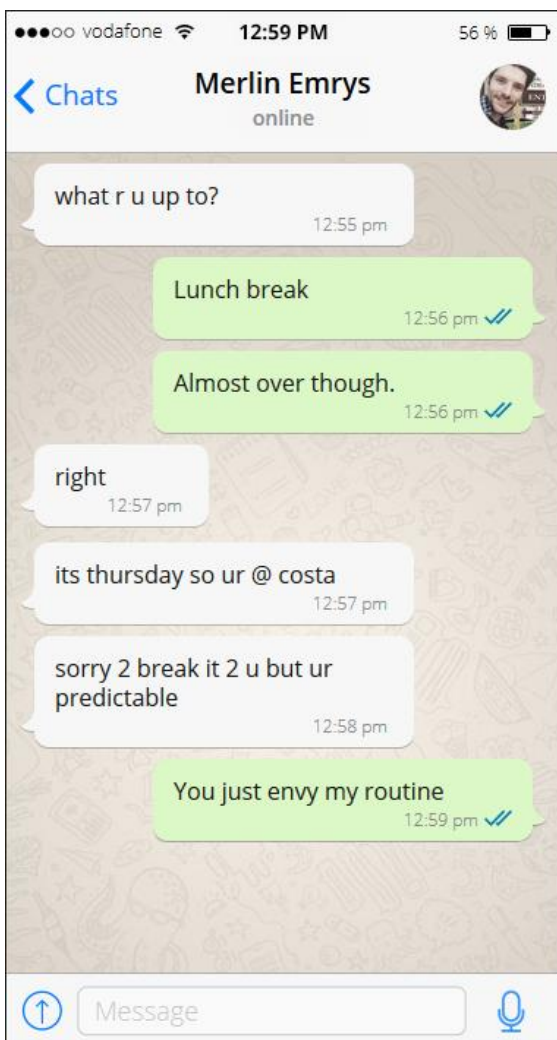 vodafone 12:59 PM 56 %
Chats Merlin Emrys
online
what r u up to?
12:55 pm
Lunch break
12:56 pm
Almost over though.
12:56 pm
right
12:57 pm
its thursday so ur @ costa
12:57 pm
sorry 2 break it 2 u but ur
predictable
12:58 pm
You just envy my routine
12:59 pm
Message